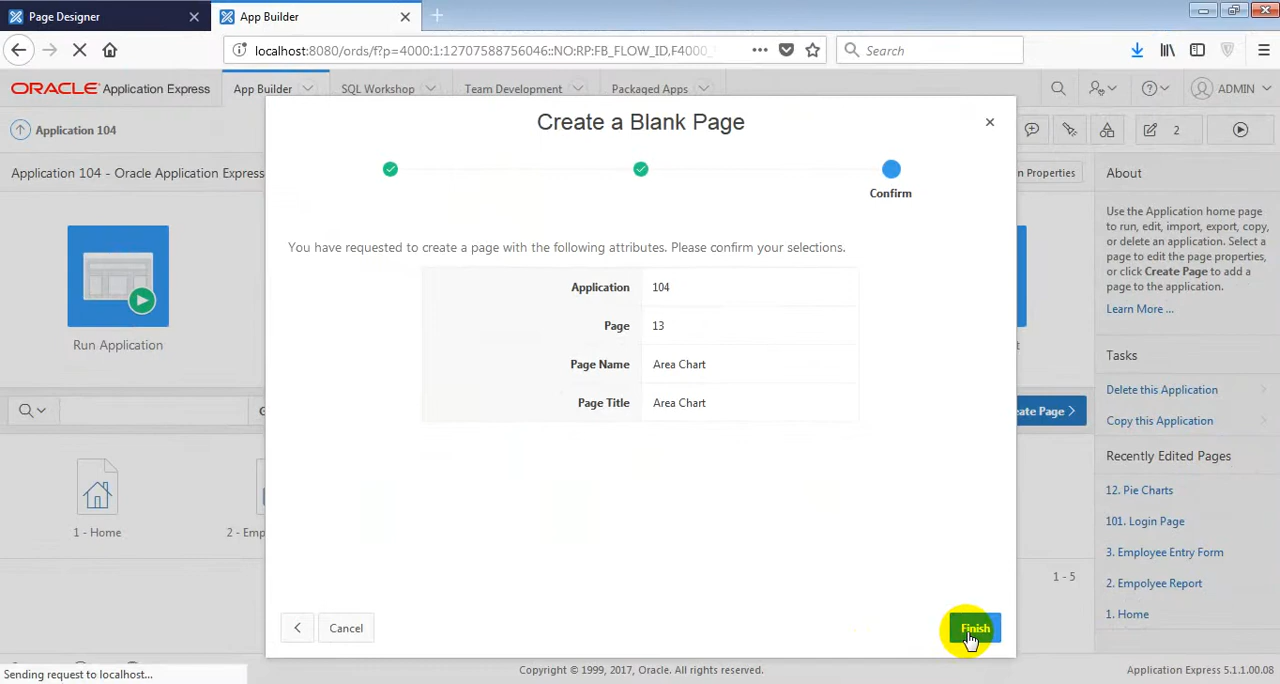 Page Designer
App Builder
localhost:8080/ords/f?p=4000:1:12707588756046::NO:RP:FB_FLOW_ID,F4000_
Search
ORACLE Application Express
App Builder
SQL Workshop
Team Development
Packaged Apps
ADMIN
Application 104
2
Application 104 - Oracle Application Express
n Properties
About
Create a Blank Page
Confirm
You have requested to create a page with the following attributes. Please confirm your selections.
Application 104
Page 13
Page Name Area Chart
Page Title Area Chart
Cancel
Finish
Run Application
Use the Application home page
to run, edit, import, export, copy,
or delete an application. Select a
page to edit the page properties,
or click Create Page to add a
page to the application.
Learn More ...
Tasks
Delete this Application
Copy this Application
ate Page
Recently Edited Pages
12. Pie Charts
101. Login Page
3. Employee Entry Form
2. Empolyee Report
1. Home
1 - Home
2 - Emp
1 - 5
Sending request to localhost...
Copyright © 1999, 2017, Oracle. All rights reserved.
Application Express 5.1.1.00.08